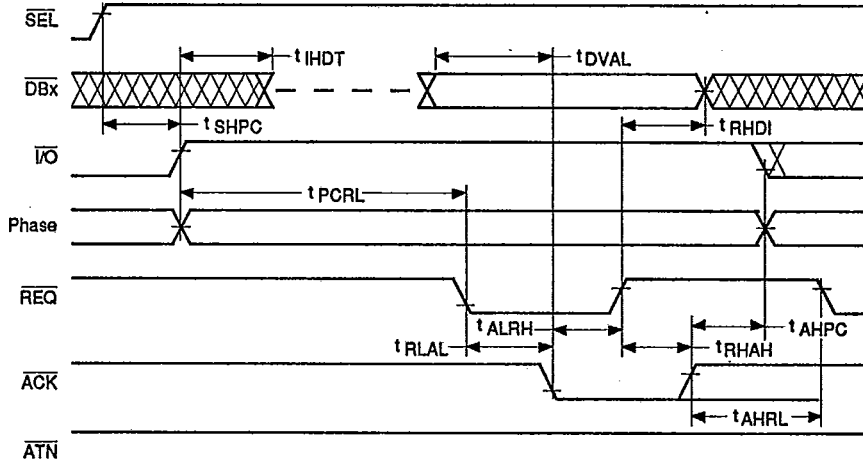 SEL
t IHDT
t DVAL
DBx
t SHPC
t RHDI
I/O
t PCRL
Phase
REQ
t ALRH
t AHPC
t RLAL
t RHAH
ACK
t AHRL
ATN